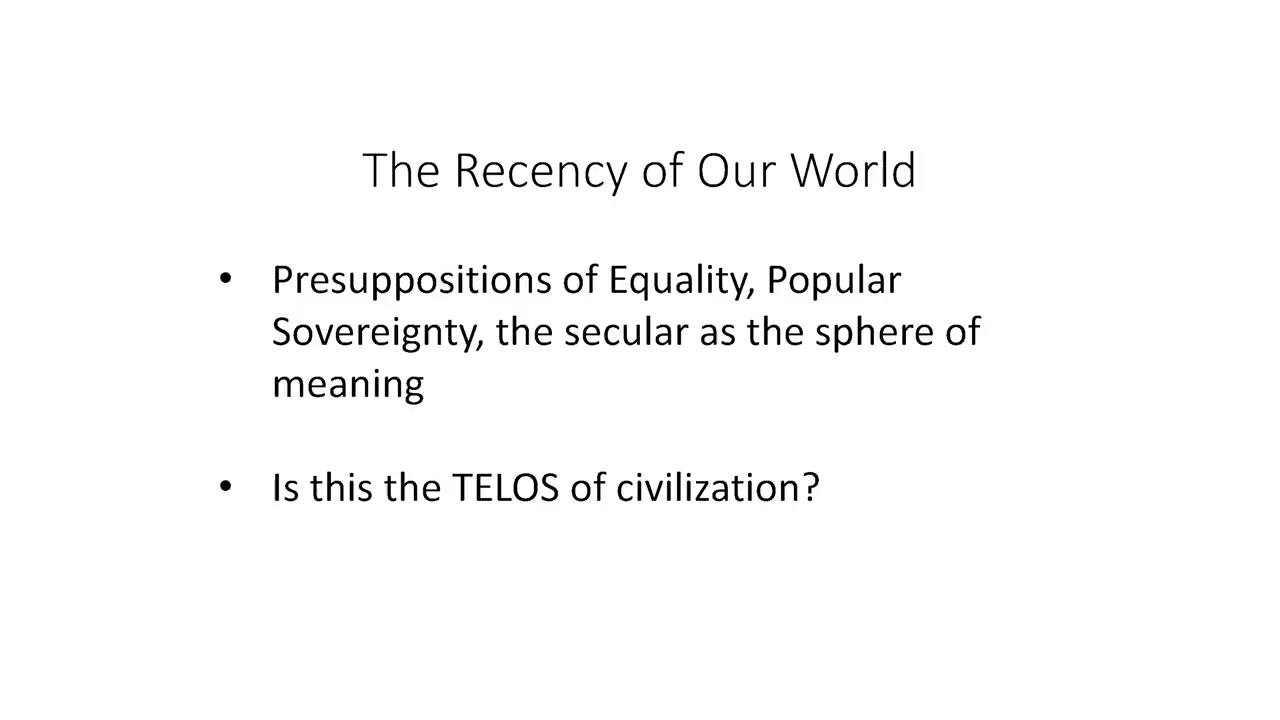 The Recency of Our World
• Presuppositions of Equality, Popular
Sovereignty, the secular as the sphere of
meaning
• Is this the TELOS of civilization?